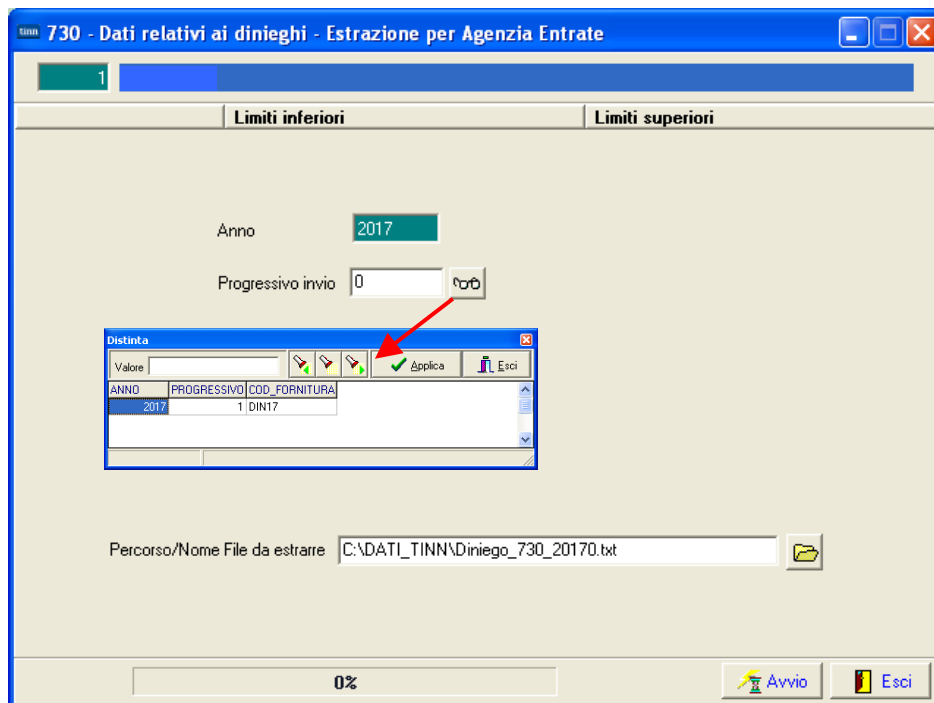 tinn 730 - Dati relativi ai dinieghi - Estrazione per Agenzia Entrate
1
Limiti inferiori Limiti superiori
Anno 2017
Progressivo invio 0
Distinta
Valore Applica Esci
ANNO PROGRESSIVO COD_FORNITURA
2017 1 DIN17
Percorso/Nome File da estrarre C:\DATI_TINN\Diniego_730_20170.txt
0% Avvio Esci